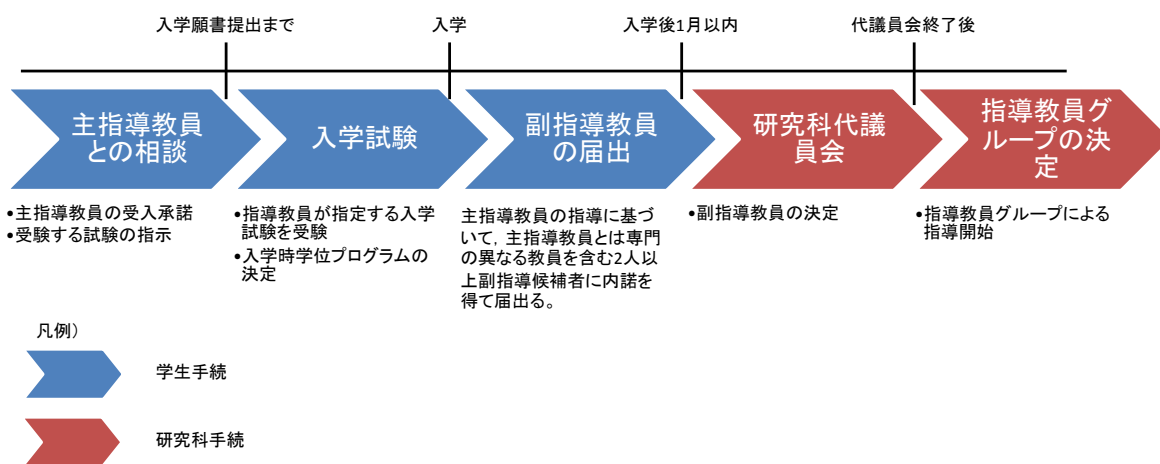 入学願書提出まで
入学
入学後1月以内
代議員会終了後
主指導教員
との相談
入学試験
副指導教員
の届出
研究科代議
員会
指導教員グ
ループの決
定
•主指導教員の受入承諾
•受験する試験の指示
•指導教員が指定する入学
試験を受験
•入学時学位プログラムの
決定
主指導教員の指導に基づ
いて，主指導教員とは専門
の異なる教員を含む2人以
上副指導候補者に内諾を
得て届出る。
•副指導教員の決定
•指導教員グループによる
指導開始
凡例）
学生手続
研究科手続